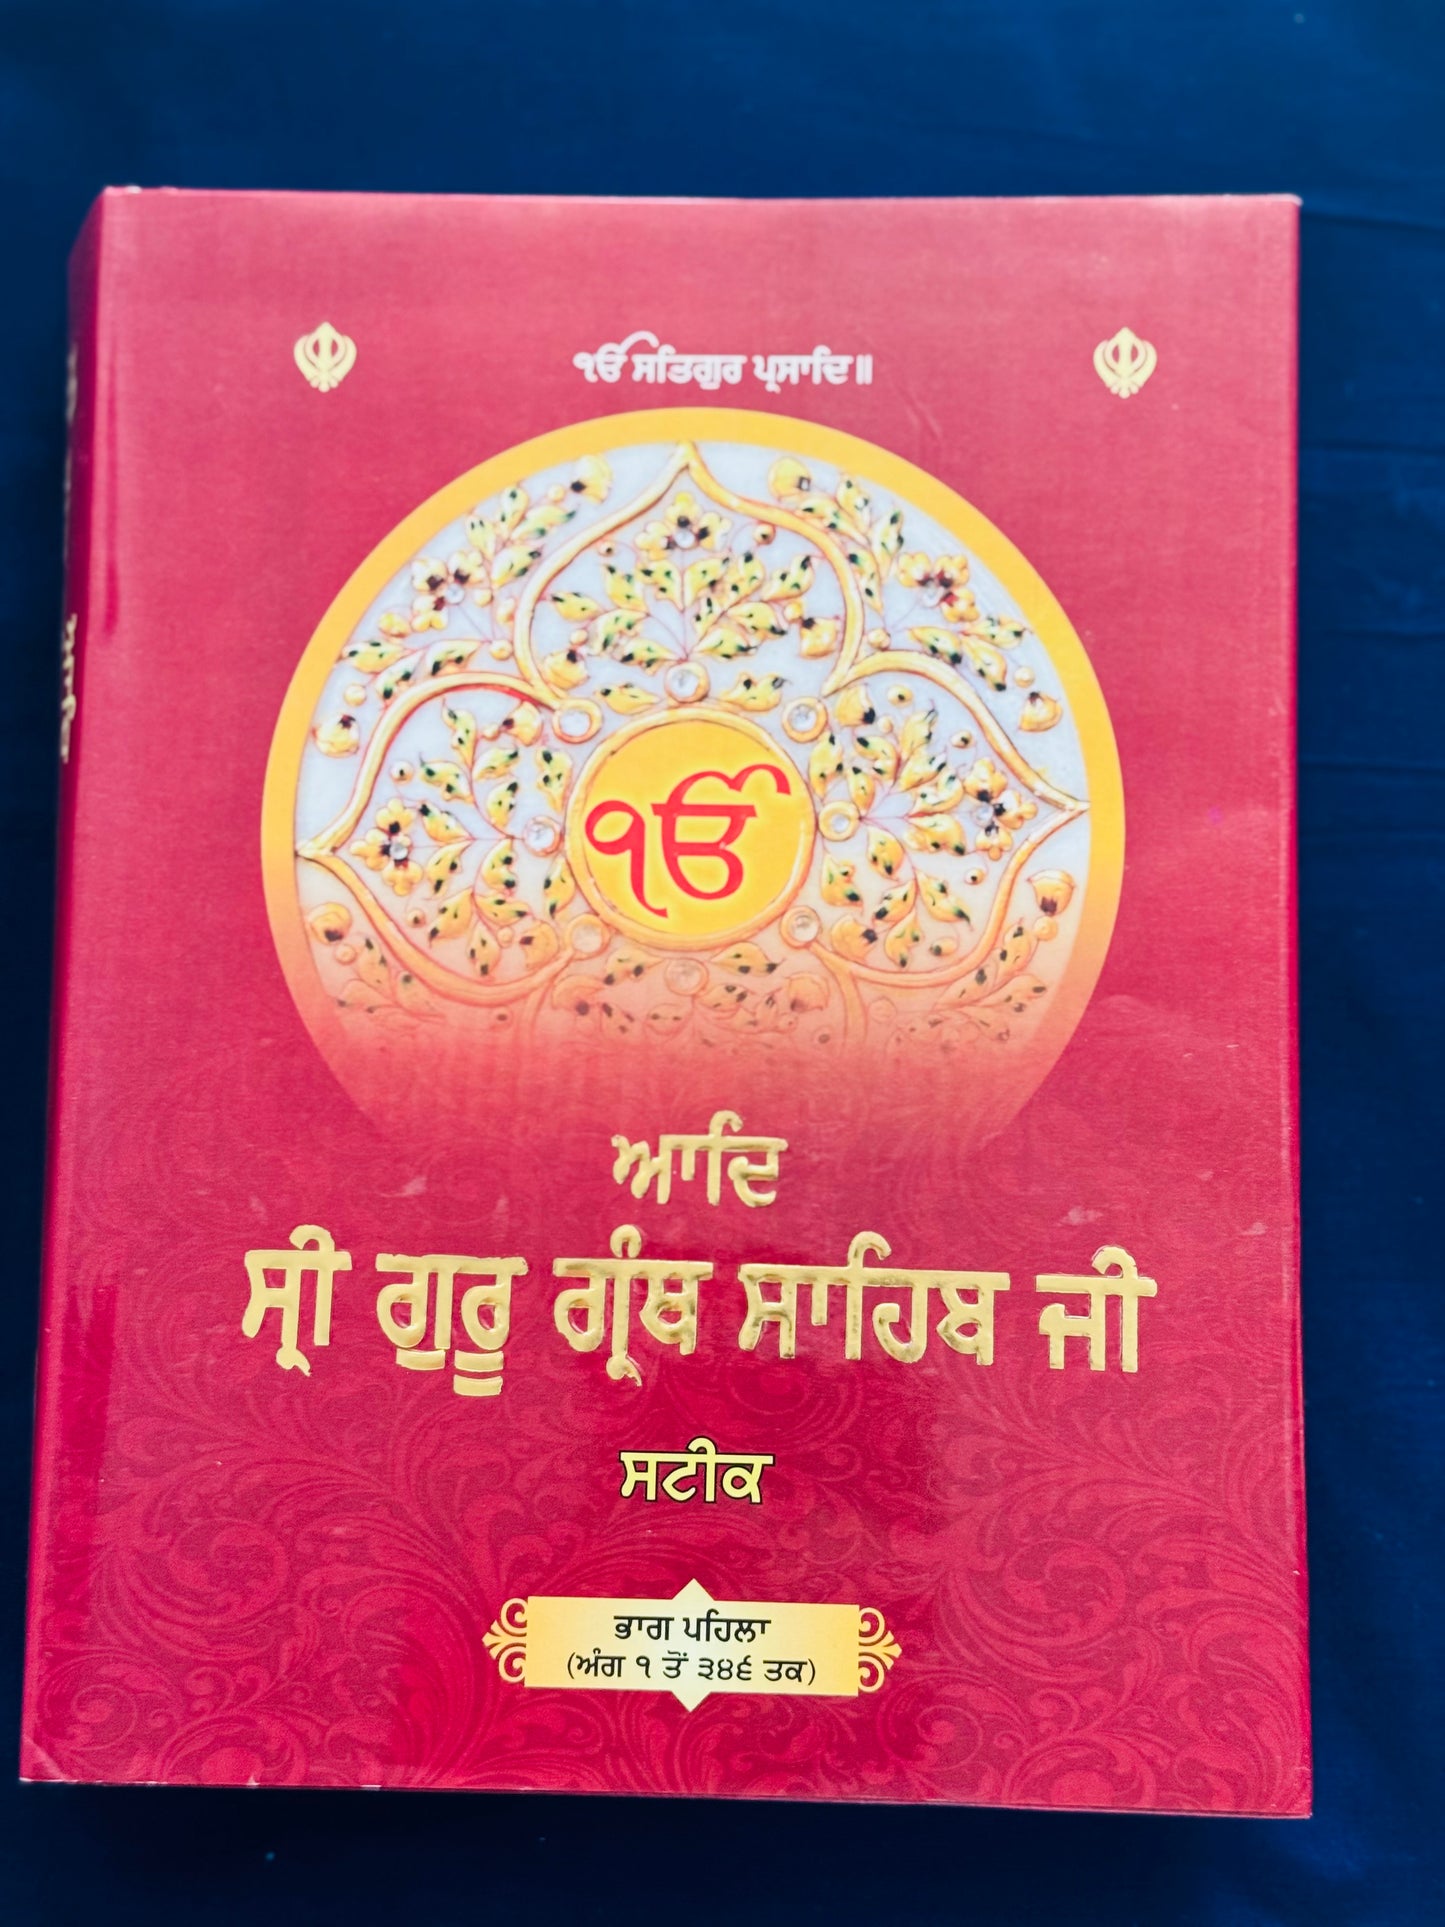 ੴ ਸਤਿਗੁਰ ਪ੍ਰਸਾਦਿ॥
ੴ
ਆਦਿ
ਸ੍ਰੀ ਗੁਰੂ ਗ੍ਰੰਥ ਸਾਹਿਬ ਜੀ
ਸਟੀਕ
ਭਾਗ ਪਹਿਲਾ
(ਅੰਗ ੧ ਤੋਂ ੩੪੬ ਤਕ)